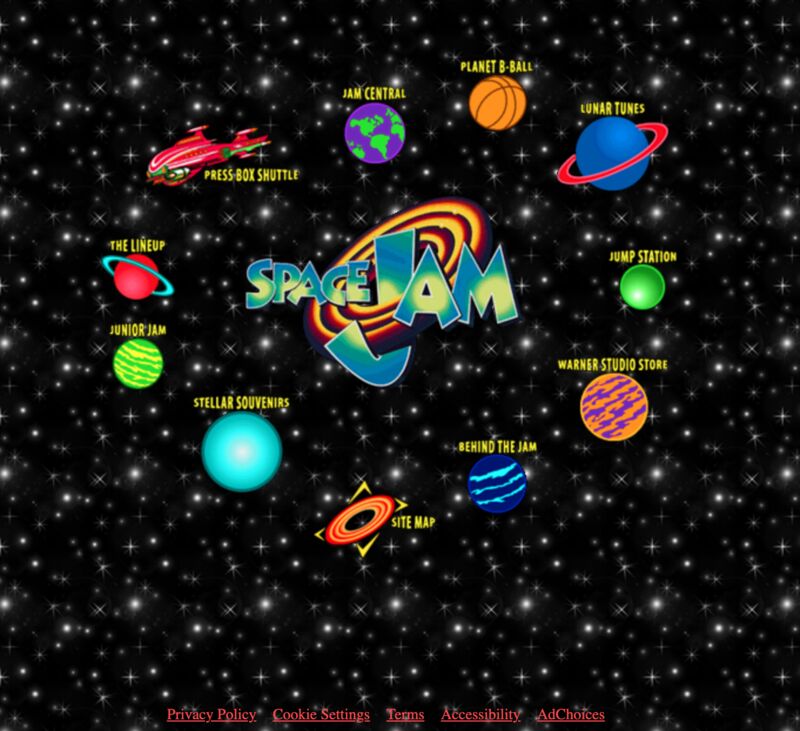 PLANET B-BALL
JAM CENTRAL
LUNAR TUNES
PRESS BOX SHUTTLE
THE LINEUP
JUMP STATION
SPACE JAM
JUNIOR JAM
WARNER STUDIO STORE
STELLAR SOUVENIRS
BEHIND THE JAM
SITE MAP
Privacy Policy Cookie Settings Terms Accessibility AdChoices